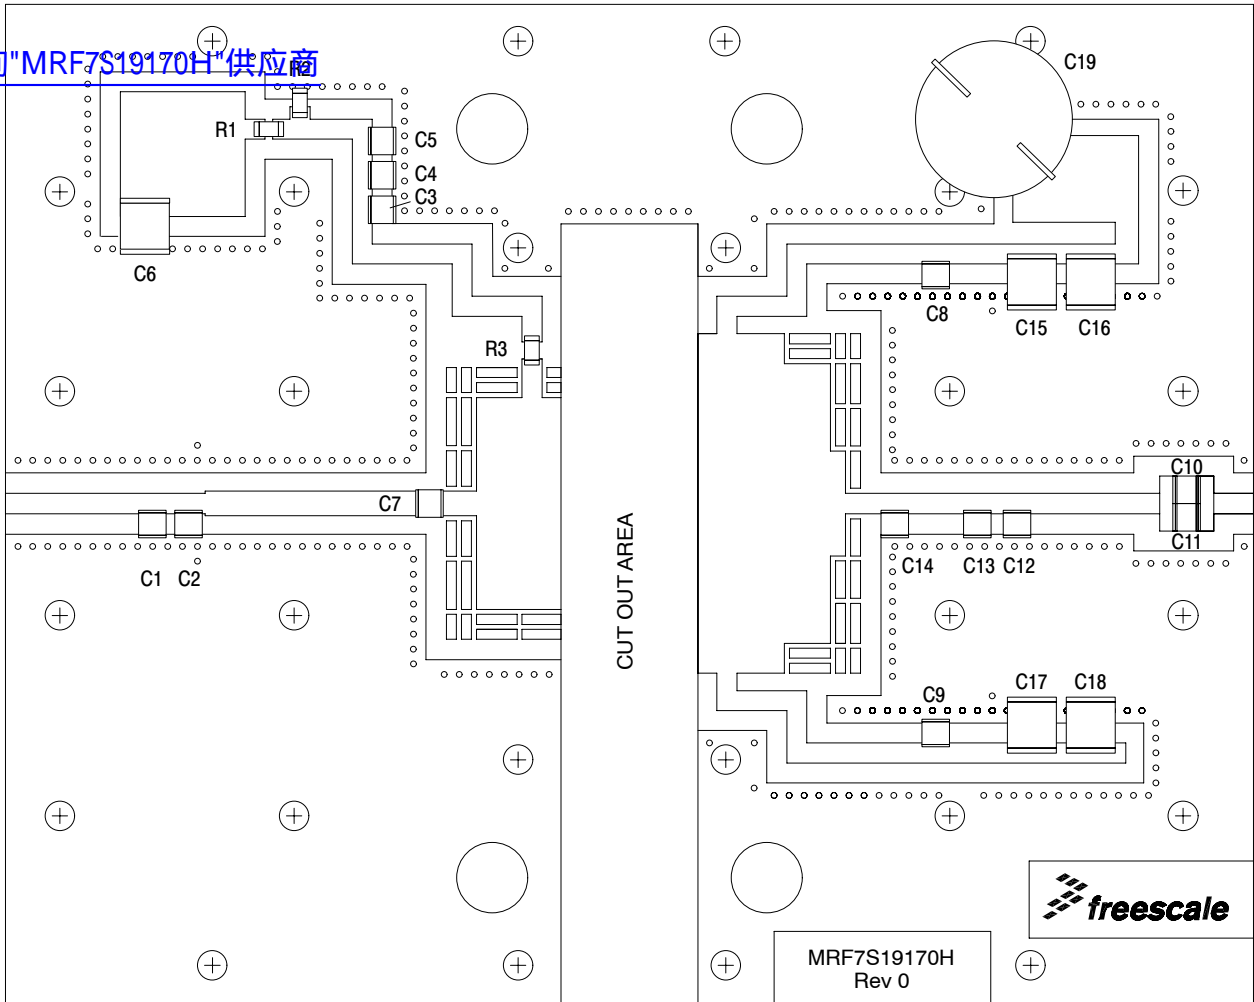 "MRF7S19170H"供应商
R2
C19
R1
C5
C4
C3
C6
C8
C15
C16
R3
C10
C7
C11
C1
C2
C14
C13
C12
CUT OUT AREA
C9
C17
C18
freescale
MRF7S19170H
Rev 0